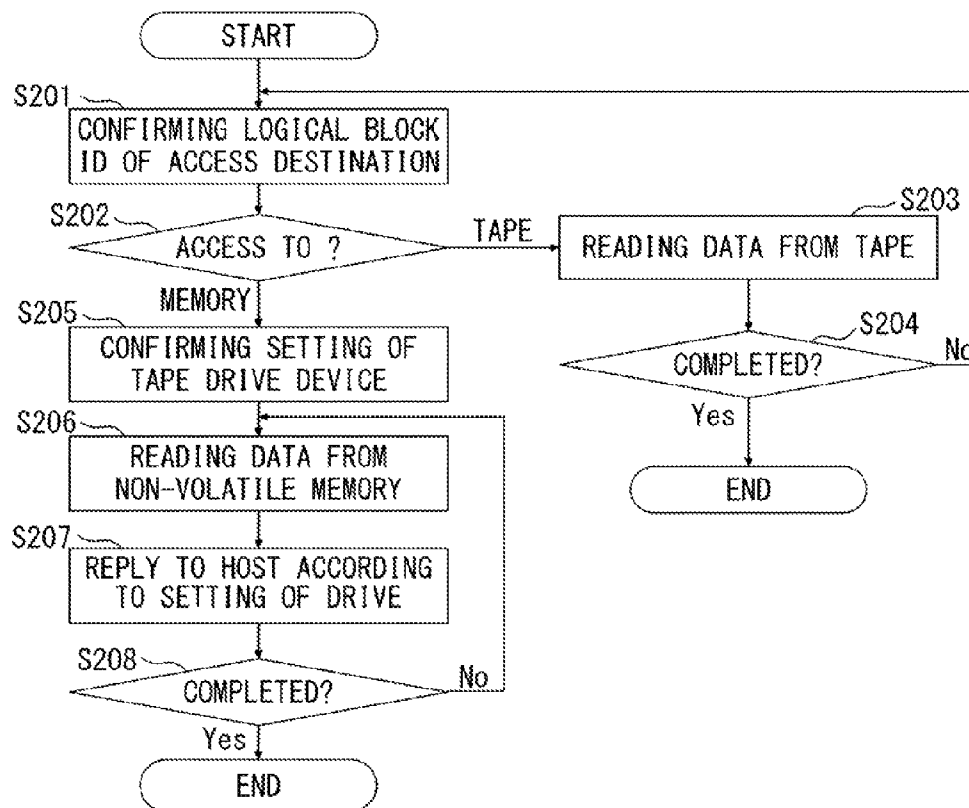 START
S201
CONFIRMING LOGICAL BLOCK
ID OF ACCESS DESTINATION
S202
ACCESS TO ?
TAPE
S203
READING DATA FROM TAPE
MEMORY
S204
COMPLETED?
No
Yes
END
S205
CONFIRMING SETTING OF
TAPE DRIVE DEVICE
S206
READING DATA FROM
NON-VOLATILE MEMORY
S207
REPLY TO HOST ACCORDING
TO SETTING OF DRIVE
S208
COMPLETED?
No
Yes
END